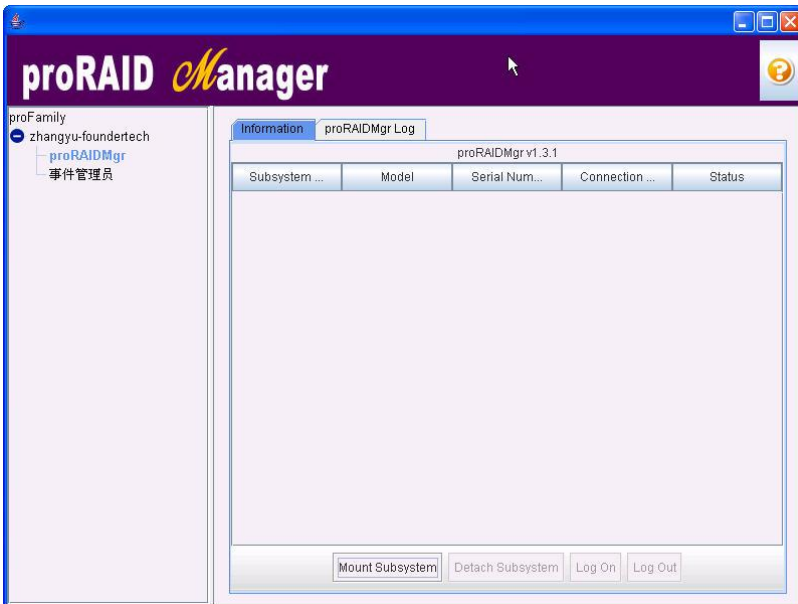 proRAID Manager
proFamily
zhangyu-foundertech
proRAIDMgr
事件管理员
Information proRAIDMgr Log
proRAIDMgr v1.3.1
Subsystem ... Model Serial Num... Connection ... Status
Mount Subsystem Detach Subsystem Log On Log Out